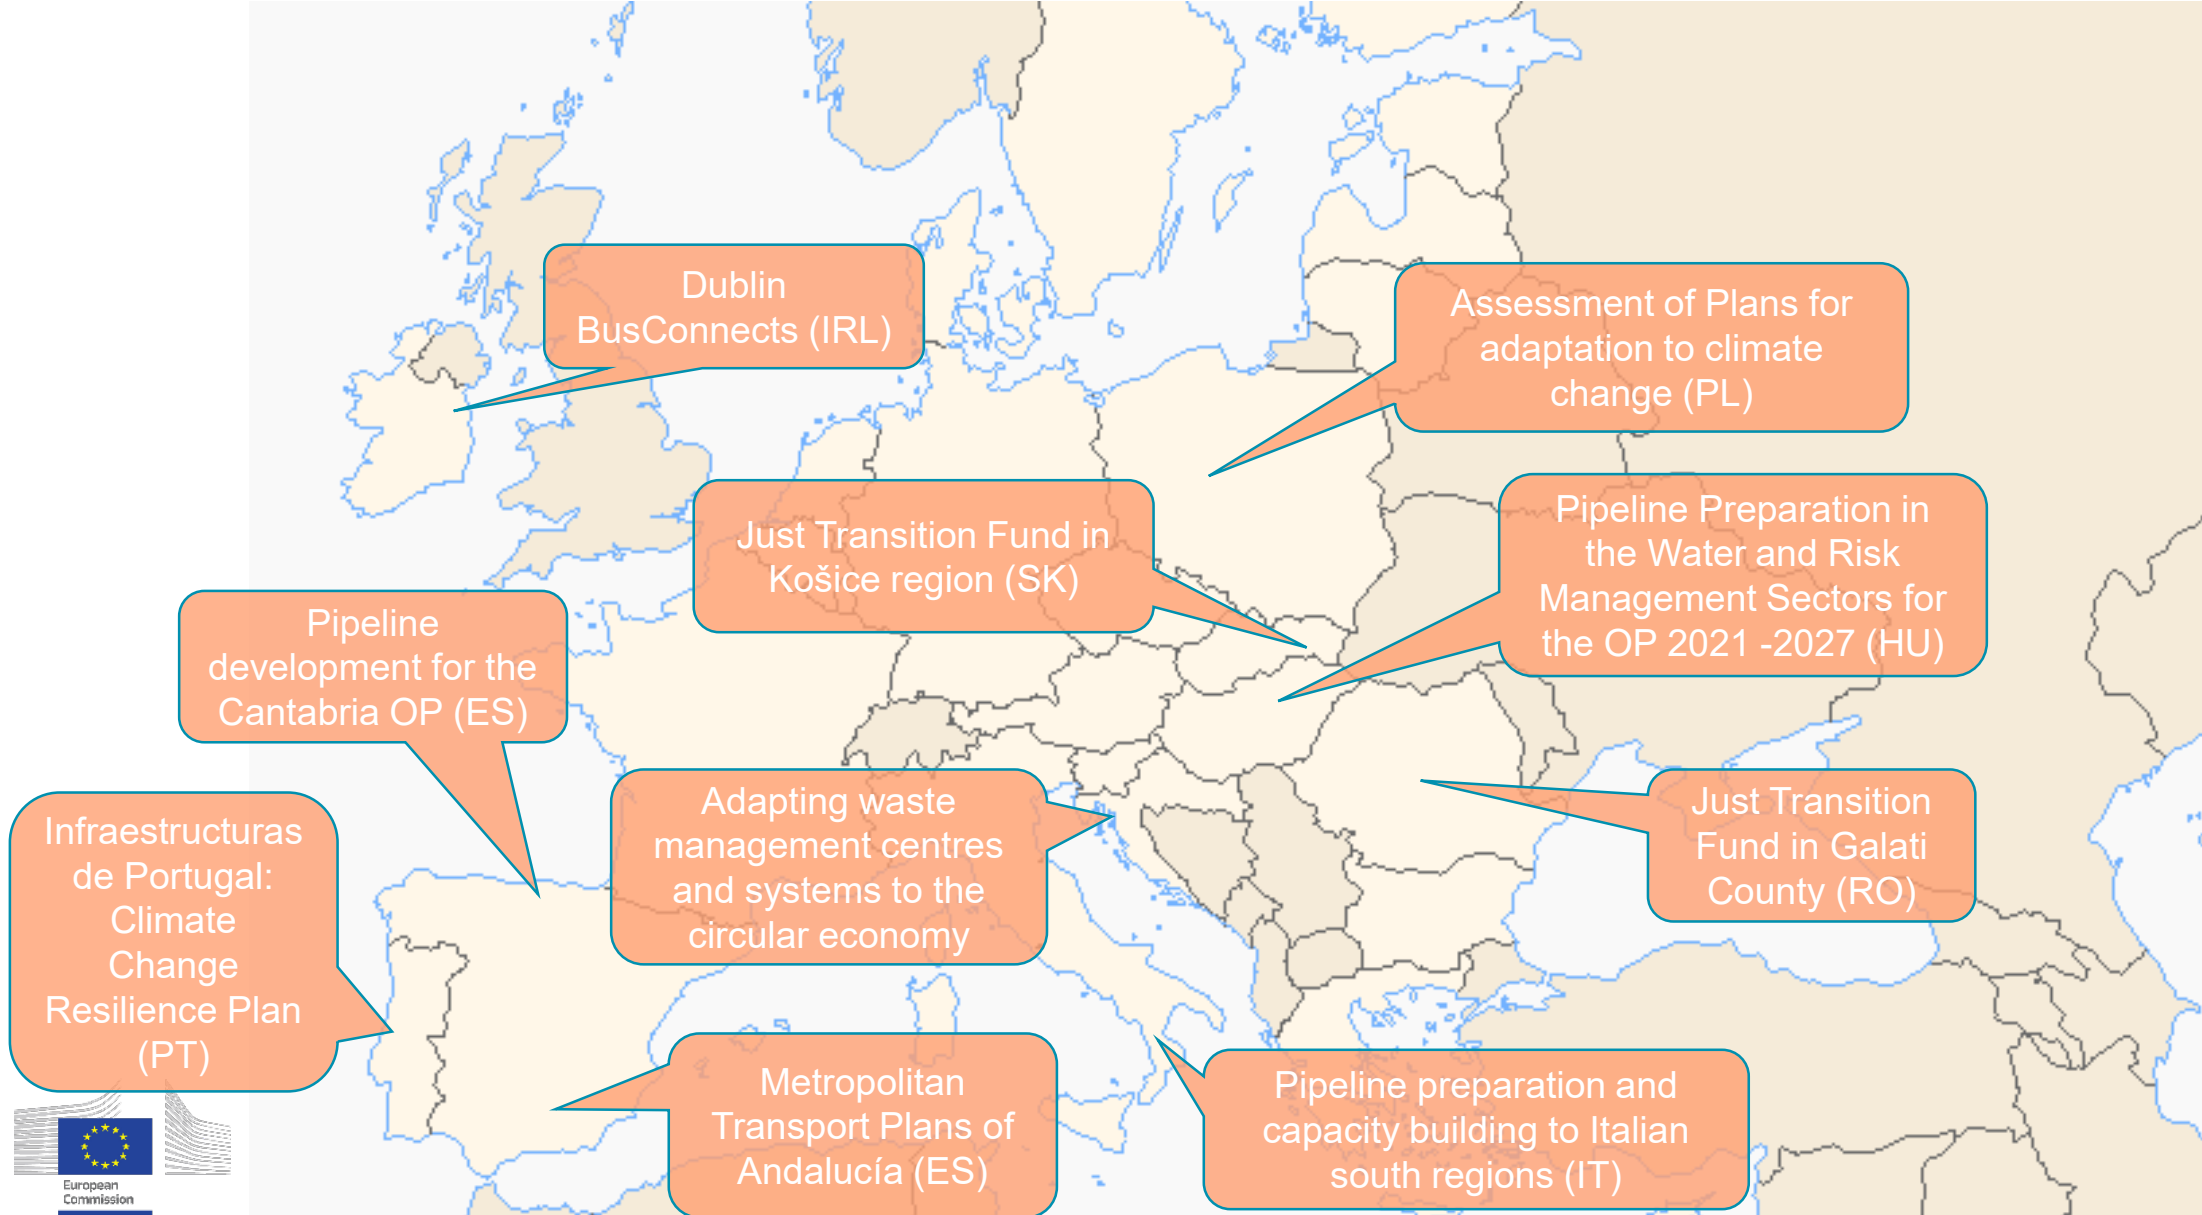 Dublin
BusConnects (IRL)
Assessment of Plans for
adaptation to climate
change (PL)
Just Transition Fund in
Košice region (SK)
Pipeline Preparation in
the Water and Risk
Management Sectors for
the OP 2021 -2027 (HU)
Pipeline
development for the
Cantabria OP (ES)
Infraestructuras
de Portugal:
Climate
Change
Resilience Plan
(PT)
Adapting waste
management centres
and systems to the
circular economy
Just Transition
Fund in Galati
County (RO)
Metropolitan
Transport Plans of
Andalucía (ES)
Pipeline preparation and
capacity building to Italian
south regions (IT)
European
Commission